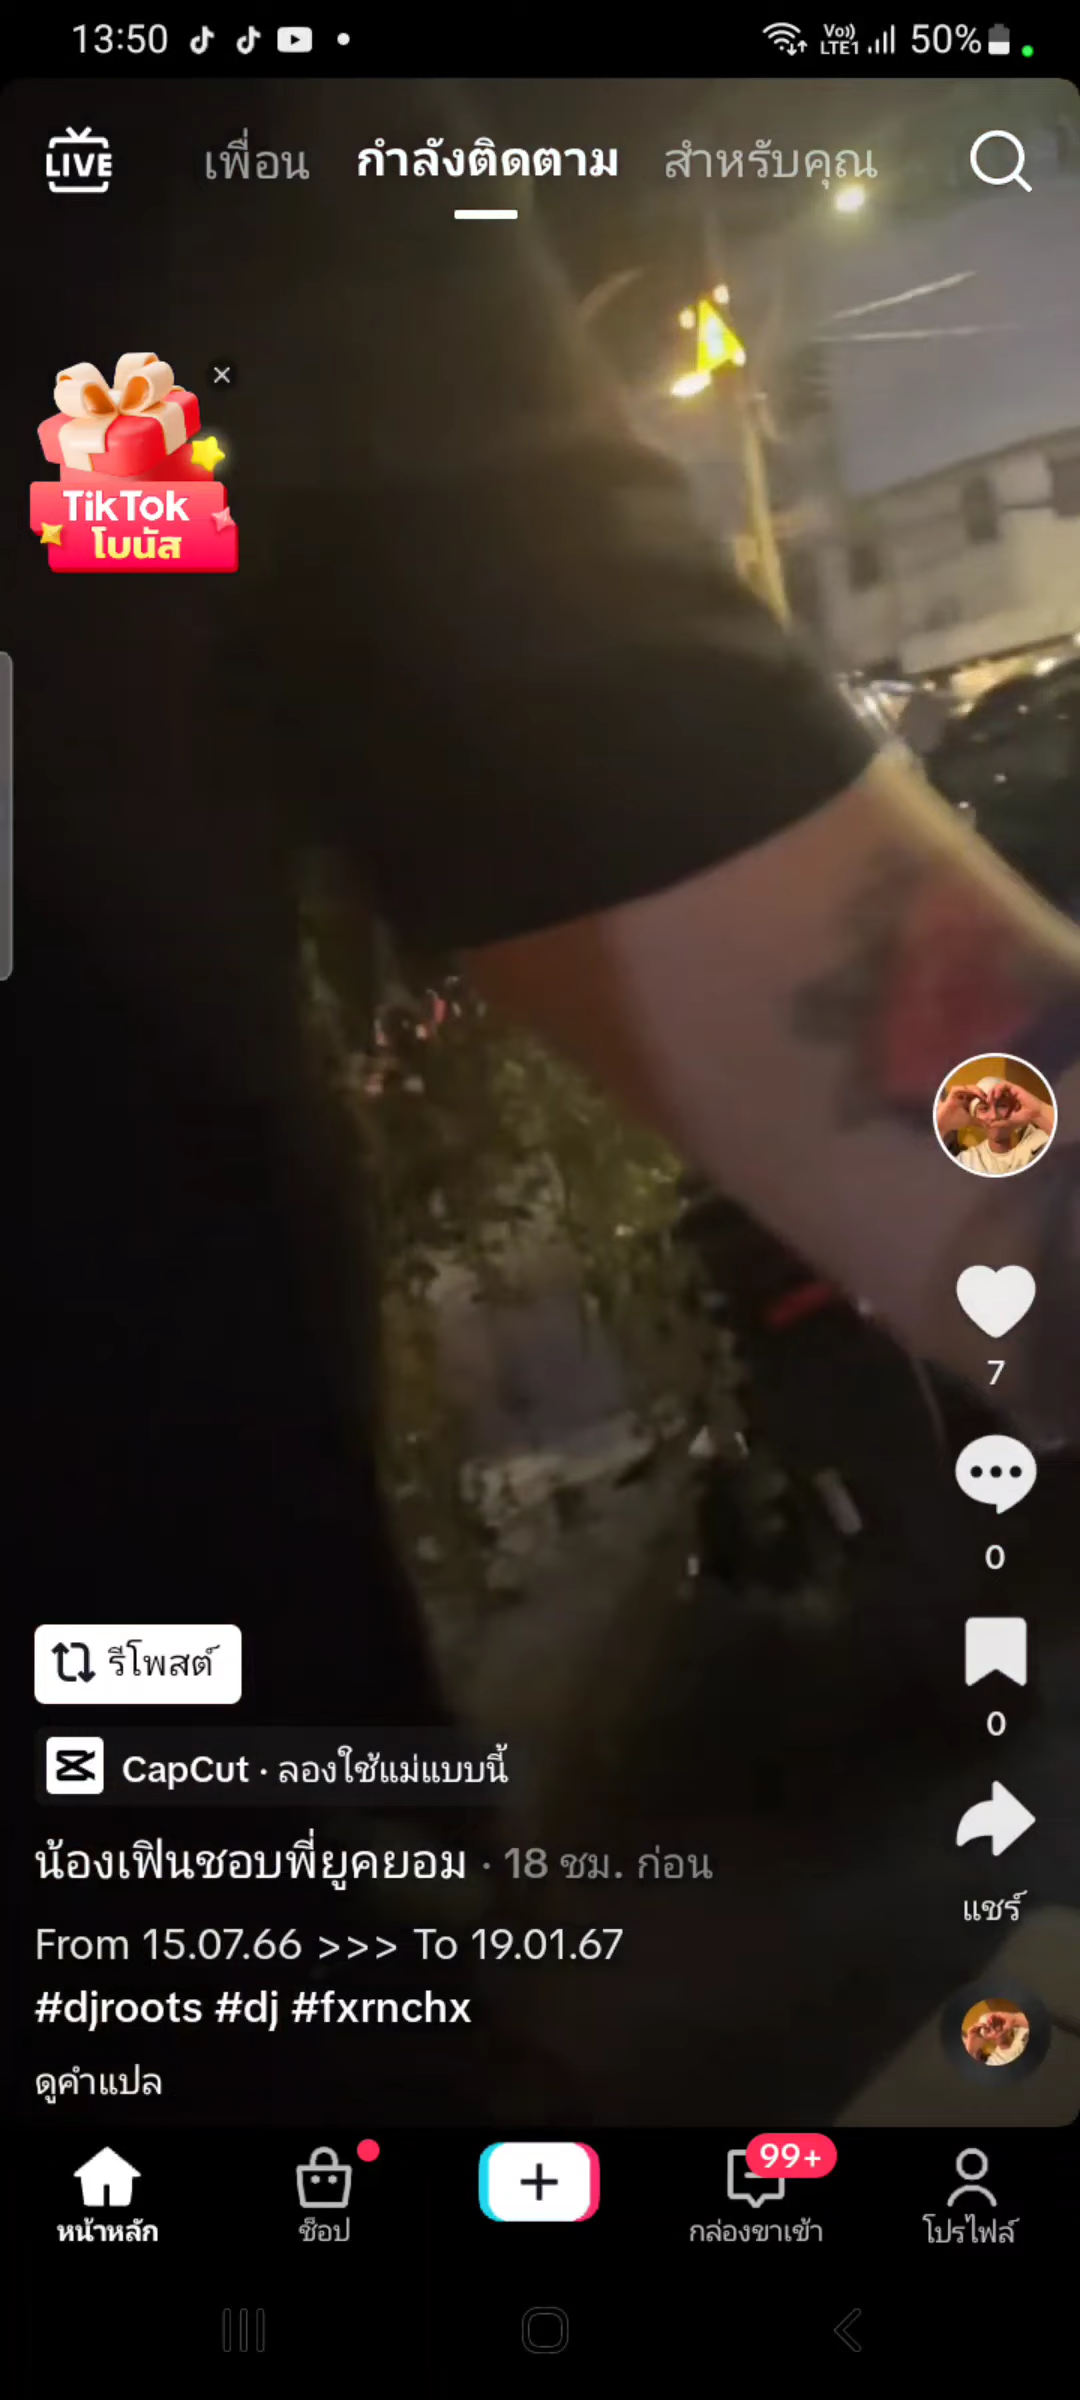 13:50
Vo)) LTE1 50%
LIVE
เพื่อน กำลังติดตาม สำหรับคุณ
TikTok
โบนัส
7
0
0
แชร์
รีโพสต์
CapCut · ลองใช้แม่แบบนี้
น้องเฟินชอบพี่ยูคยอม · 18 ชม. ก่อน
From 15.07.66 >>> To 19.01.67
#djroots #dj #fxrnchx
ดูคำแปล
99+
หน้าหลัก ช็อป กล่องขาเข้า โปรไฟล์